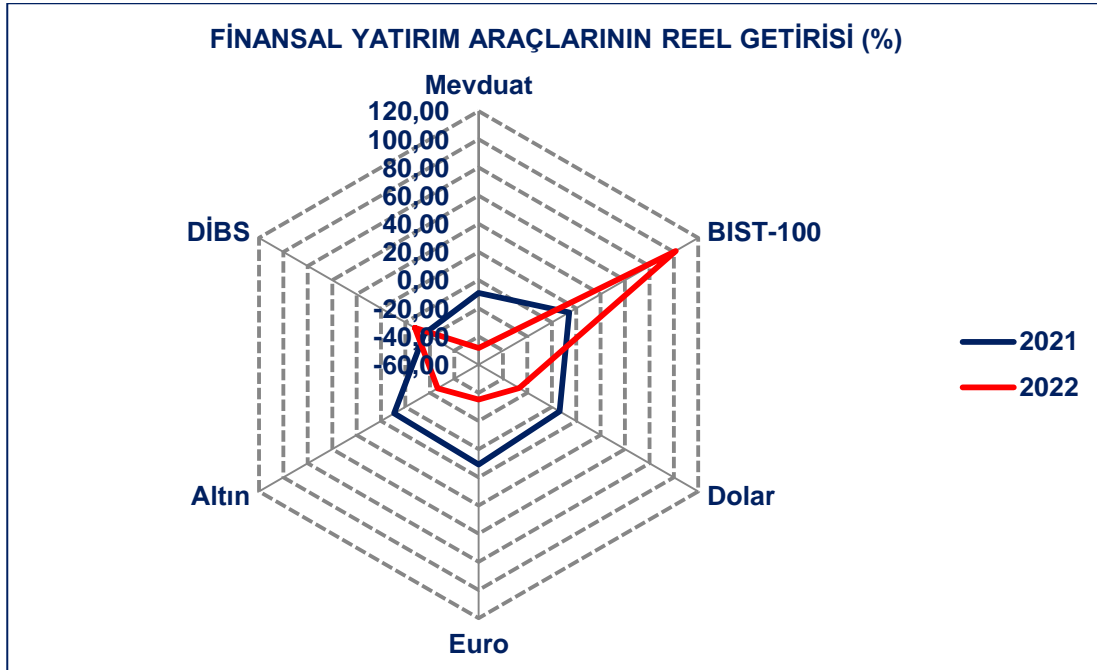 FİNANSAL YATIRIM ARAÇLARININ REEL GETİRİSİ (%)
Mevduat
120,00
100,00
80,00
60,00
40,00
20,00
0,00
-20,00
-40,00
-60,00
BIST-100
Dolar
Euro
Altın
DİBS
2021
2022